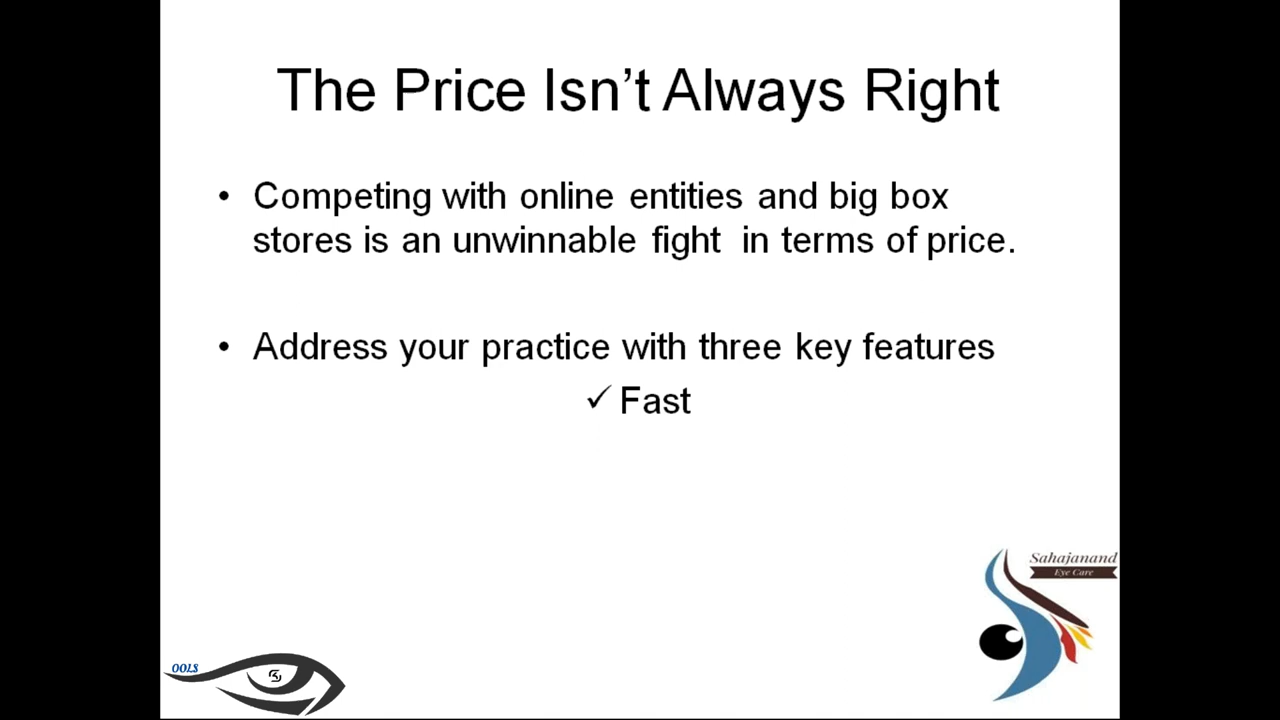 The Price Isn’t Always Right
• Competing with online entities and big box
stores is an unwinnable fight in terms of price.
• Address your practice with three key features
✓ Fast
Sahajanand
Eye Care
OOLS